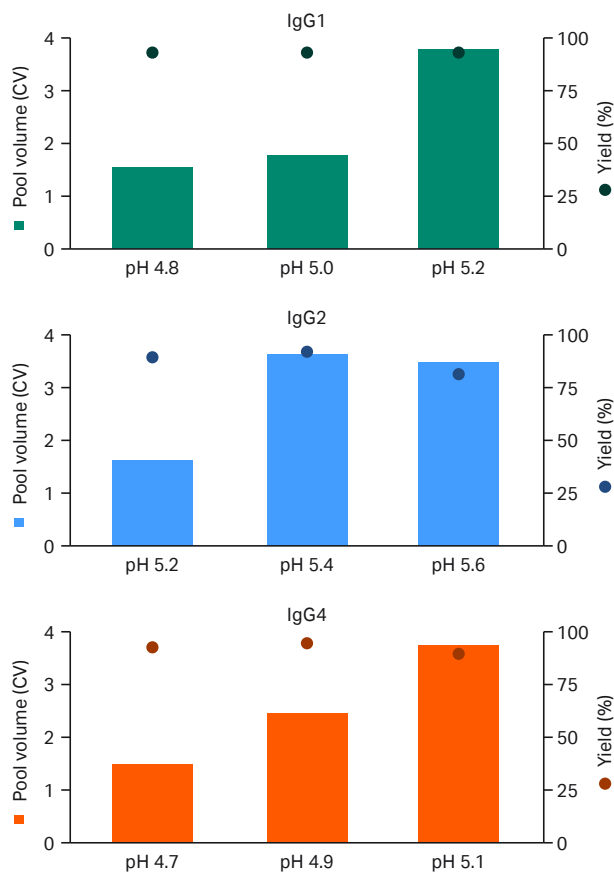 IgG1
Pool volume (CV)
4
3
2
1
0
100
75
50
25
0
Yield (%)
pH 4.8 pH 5.0 pH 5.2
IgG2
Pool volume (CV)
4
3
2
1
0
100
75
50
25
0
Yield (%)
pH 5.2 pH 5.4 pH 5.6
IgG4
Pool volume (CV)
4
3
2
1
0
100
75
50
25
0
Yield (%)
pH 4.7 pH 4.9 pH 5.1